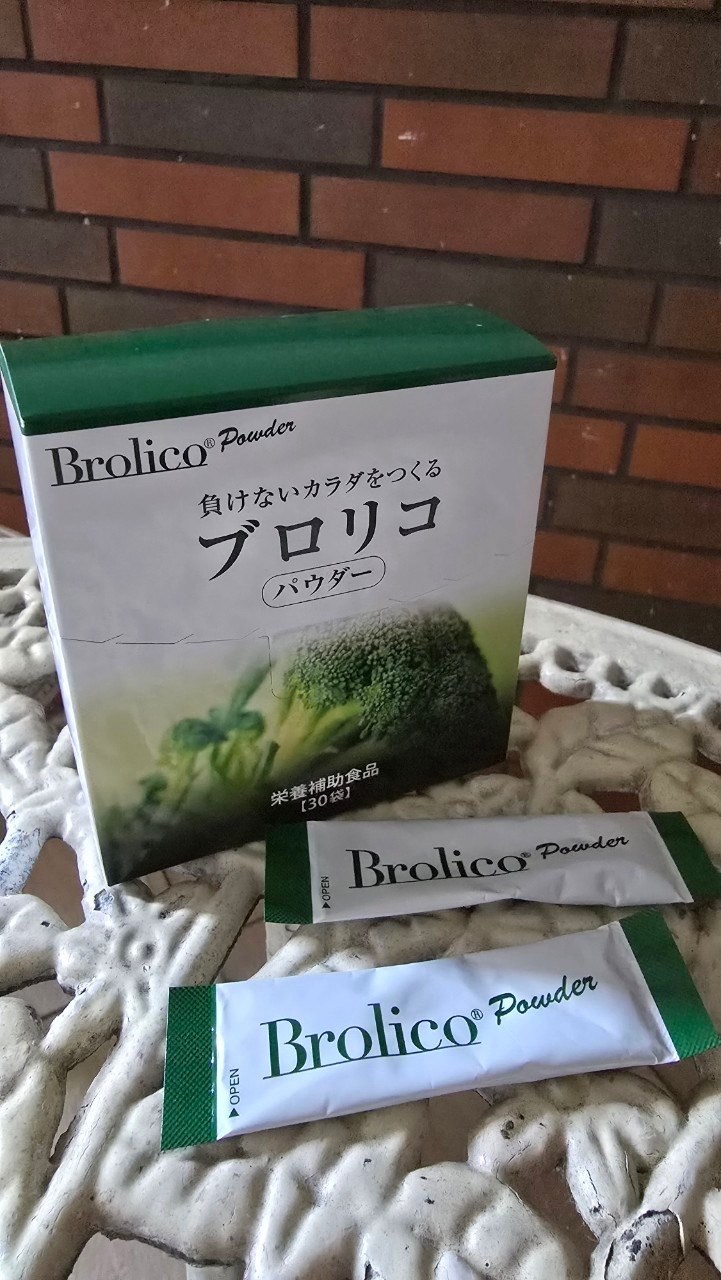 Brolico® Powder
負けないカラダをつくる
ブロリコ
パウダー
栄養補助食品
【30袋】
▶OPEN
Brolico® Powder
▶OPEN
Brolico® Powder